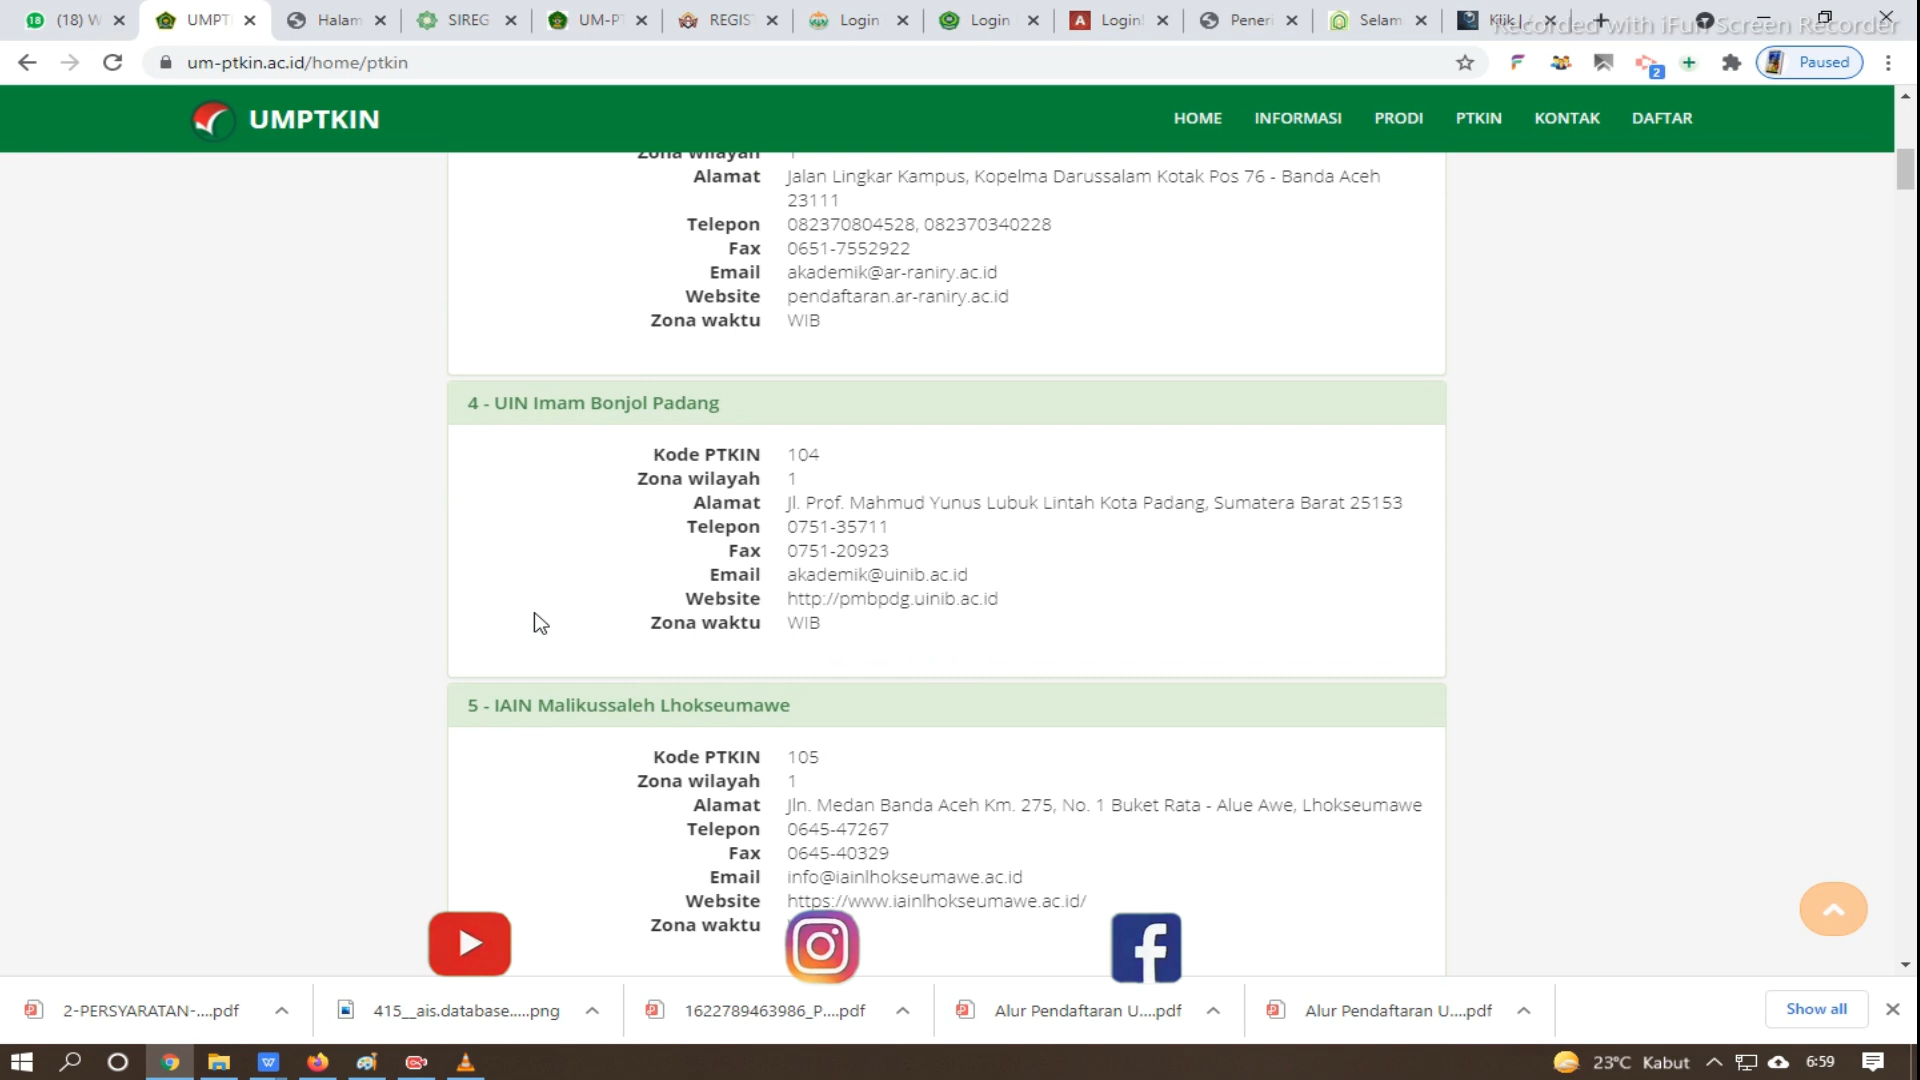 18 (18) W
UMPT
Halam
SIREG
UM-PT
REGIS
Login
Login
Login
Peneri
Selam
Klik
Recorded with iFun Screen Recorder
um-ptkin.ac.id/home/ptkin
2
Paused
UMPTKIN
HOME INFORMASI PRODI PTKIN KONTAK DAFTAR
Zona wilayah 1
Alamat Jalan Lingkar Kampus, Kopelma Darussalam Kotak Pos 76 - Banda Aceh
23111
Telepon 082370804528, 082370340228
Fax 0651-7552922
Email akademik@ar-raniry.ac.id
Website pendaftaran.ar-raniry.ac.id
Zona waktu WIB
4 - UIN Imam Bonjol Padang
Kode PTKIN 104
Zona wilayah 1
Alamat Jl. Prof. Mahmud Yunus Lubuk Lintah Kota Padang, Sumatera Barat 25153
Telepon 0751-35711
Fax 0751-20923
Email akademik@uinib.ac.id
Website http://pmbpdg.uinib.ac.id
Zona waktu WIB
5 - IAIN Malikussaleh Lhokseumawe
Kode PTKIN 105
Zona wilayah 1
Alamat Jln. Medan Banda Aceh Km. 275, No. 1 Buket Rata - Alue Awe, Lhokseumawe
Telepon 0645-47267
Fax 0645-40329
Email info@iainlhokseumawe.ac.id
Website https://www.iainlhokseumawe.ac.id/
Zona waktu
2-PERSYARATAN-....pdf
415__ais.database.....png
1622789463986_P....pdf
Alur Pendaftaran U....pdf
Alur Pendaftaran U....pdf
Show all
23°C Kabut
6:59